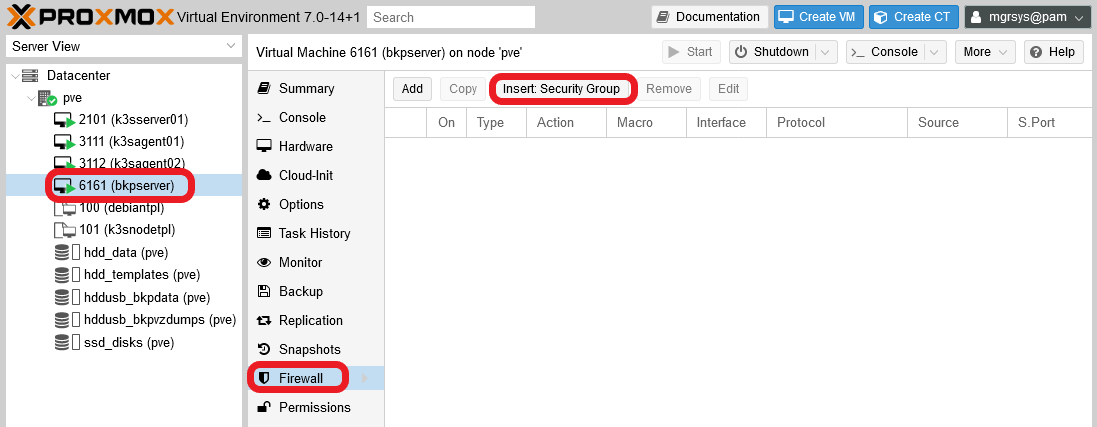 PROXMOX Virtual Environment 7.0-14+1 Search Documentation Create VM Create CT mgrsys@pam
Server View
Datacenter
pve
2101 (k3sserver01)
3111 (k3sagent01)
3112 (k3sagent02)
6161 (bkpserver)
100 (debiantpl)
101 (k3snodetpl)
hdd_data (pve)
hdd_templates (pve)
hddusb_bkpdata (pve)
hddusb_bkpvzdumps (pve)
ssd_disks (pve)
Virtual Machine 6161 (bkpserver) on node 'pve' Start Shutdown Console More Help
Summary
Console
Hardware
Cloud-Init
Options
Task History
Monitor
Backup
Replication
Snapshots
Firewall
Permissions
Add Copy Insert: Security Group Remove Edit
On Type Action Macro Interface Protocol Source S.Port